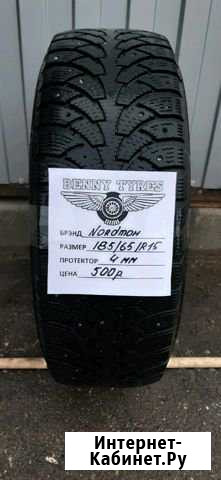 BENNY TYRES
БРЭНД Nordman
РАЗМЕР 185/65/R15
ПРОТЕКТОР 4 мм
ЦЕНА 500р
Интернет-
Кабинет.Ру